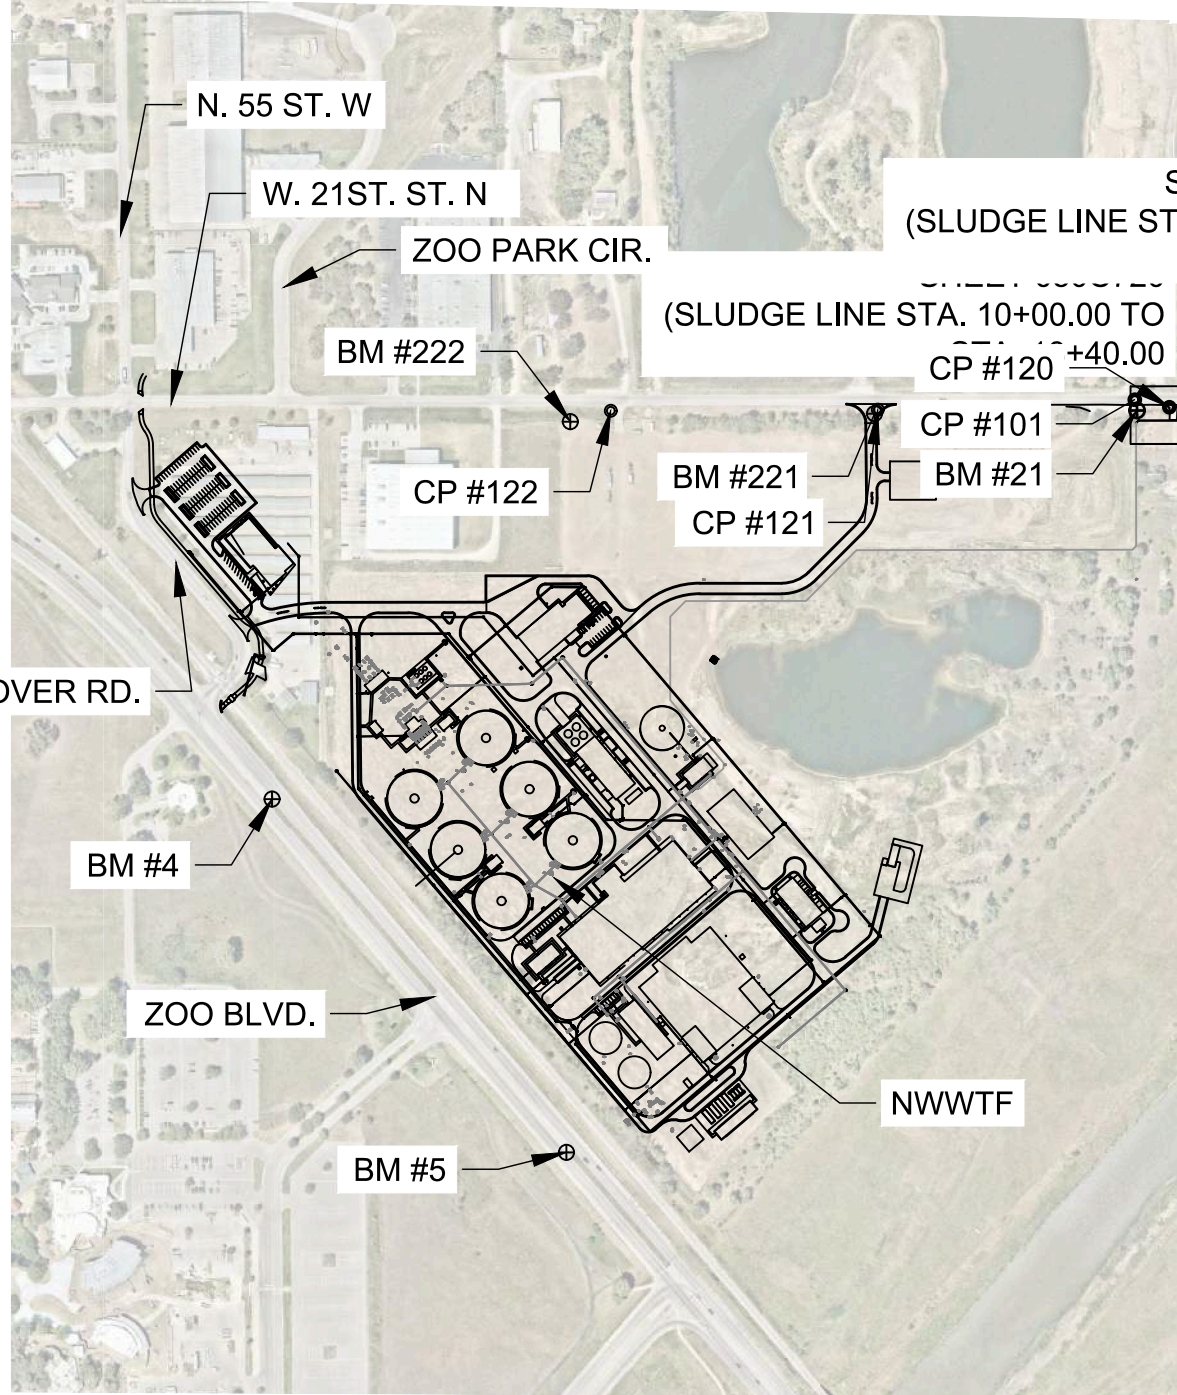 N. 55 ST. W
W. 21ST. ST. N
S
(SLUDGE LINE ST
ZOO PARK CIR.
(SLUDGE LINE STA. 10+00.00 TO
+40.00
BM #222
CP #120
CP #101
BM #221
BM #21
CP #122
CP #121
OVER RD.
BM #4
ZOO BLVD.
NWWTF
BM #5